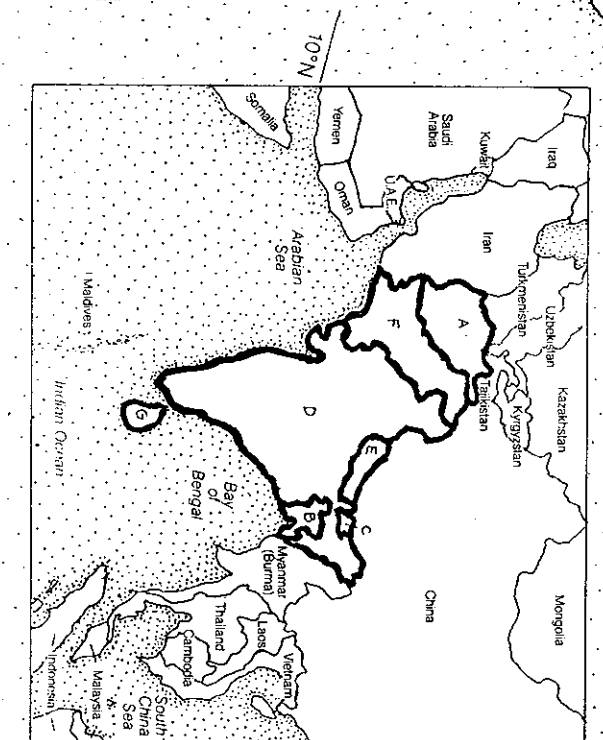 10°N
Iraq
Kazakhstan
Mongolia
Uzbekistan
Turkmenistan
Kyrgyzstan
Tajikistan
Kuwait
Iran
Saudi
Arabia
U.A.E.
A
F
China
Yemen
Oman
E
C
Somalia
Arabian
Sea
D
B
Myanmar
(Burma)
Laos
Vietnam
Bay
of
Bengal
Thailand
Cambodia
Maldives
G
South
China
Sea
Indian Ocean
Malaysia
Indonesia